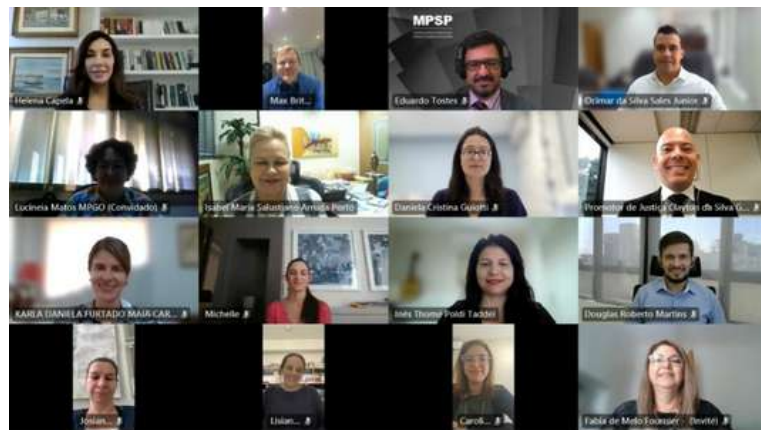 MPSP
Helena Capela
Max Brit...
Eduardo Tostes
Dcimar da Silva Sales Junior
Lucineia Matos MPGO (Convidado)
Isabel Maria Salustiano Arruda Porto
Daniela Cristina Guiotti
Promotor de Justiça Clayton da Silva G...
KARLA DANIELA FURTADO MAIA CAR...
Michelle
Inês Thomé Poldi Taddei
Douglas Roberto Martins
Josian...
Lisian...
Caroli...
Fabia de Melo Fournier - (Invité)